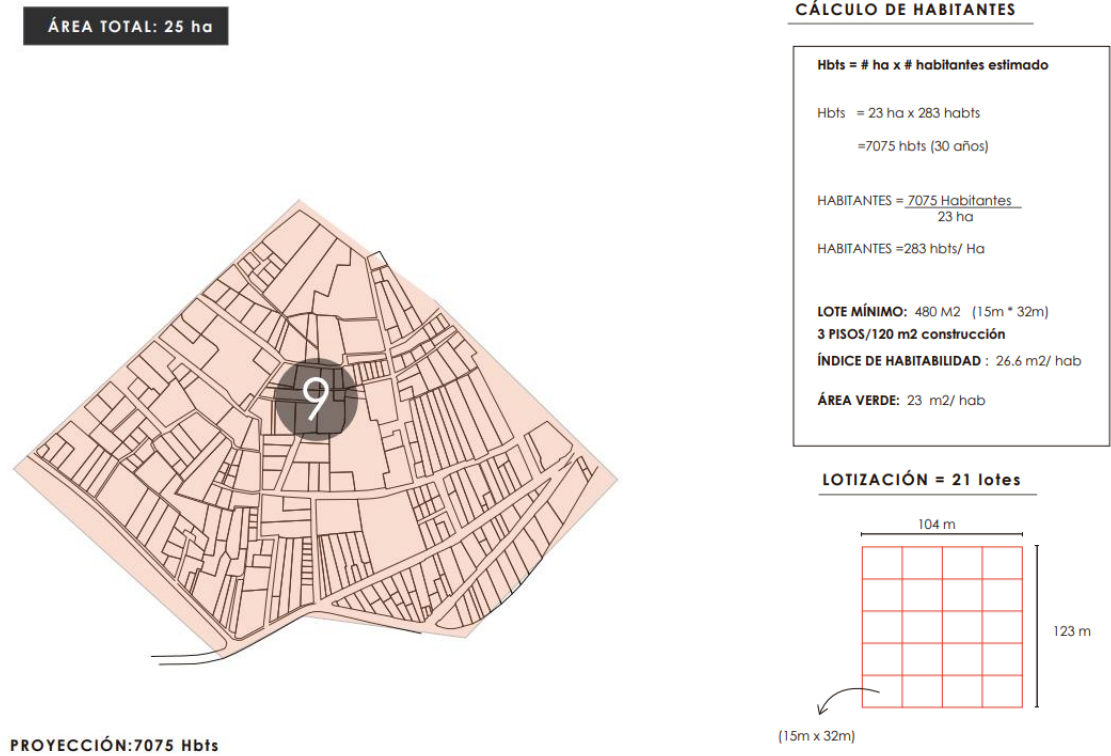 ÁREA TOTAL: 25 ha
CÁLCULO DE HABITANTES
Hbts = # ha x # habitantes estimado
Hbts = 23 ha x 283 habts
=7075 hbts (30 años)
HABITANTES = 7075 Habitantes
23 ha
HABITANTES =283 hbts/ Ha
LOTE MÍNIMO: 480 M2 (15m * 32m)
3 PISOS/120 m2 construcción
ÍNDICE DE HABITABILIDAD : 26.6 m2/ hab
ÁREA VERDE: 23 m2/ hab
9
LOTIZACIÓN = 21 lotes
104 m
123 m
(15m x 32m)
PROYECCIÓN:7075 Hbts